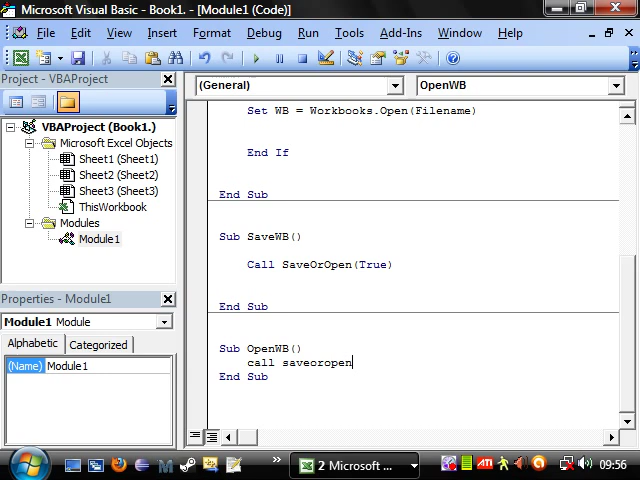 Microsoft Visual Basic - Book1. - [Module1 (Code)]
File Edit View Insert Format Debug Run Tools Add-Ins Window Help
Project - VBAProject
(General)
OpenWB
VBAProject (Book1.)
Microsoft Excel Objects
Sheet1 (Sheet1)
Sheet2 (Sheet2)
Sheet3 (Sheet3)
ThisWorkbook
Modules
Module1
Properties - Module1
Module1 Module
Alphabetic Categorized
(Name) Module1
Set WB = Workbooks.Open(Filename)
End If
End Sub
Sub SaveWB()
Call SaveOrOpen(True)
End Sub
Sub OpenWB()
call saveoropen
End Sub
2 Microsoft ...
ATI
09:56